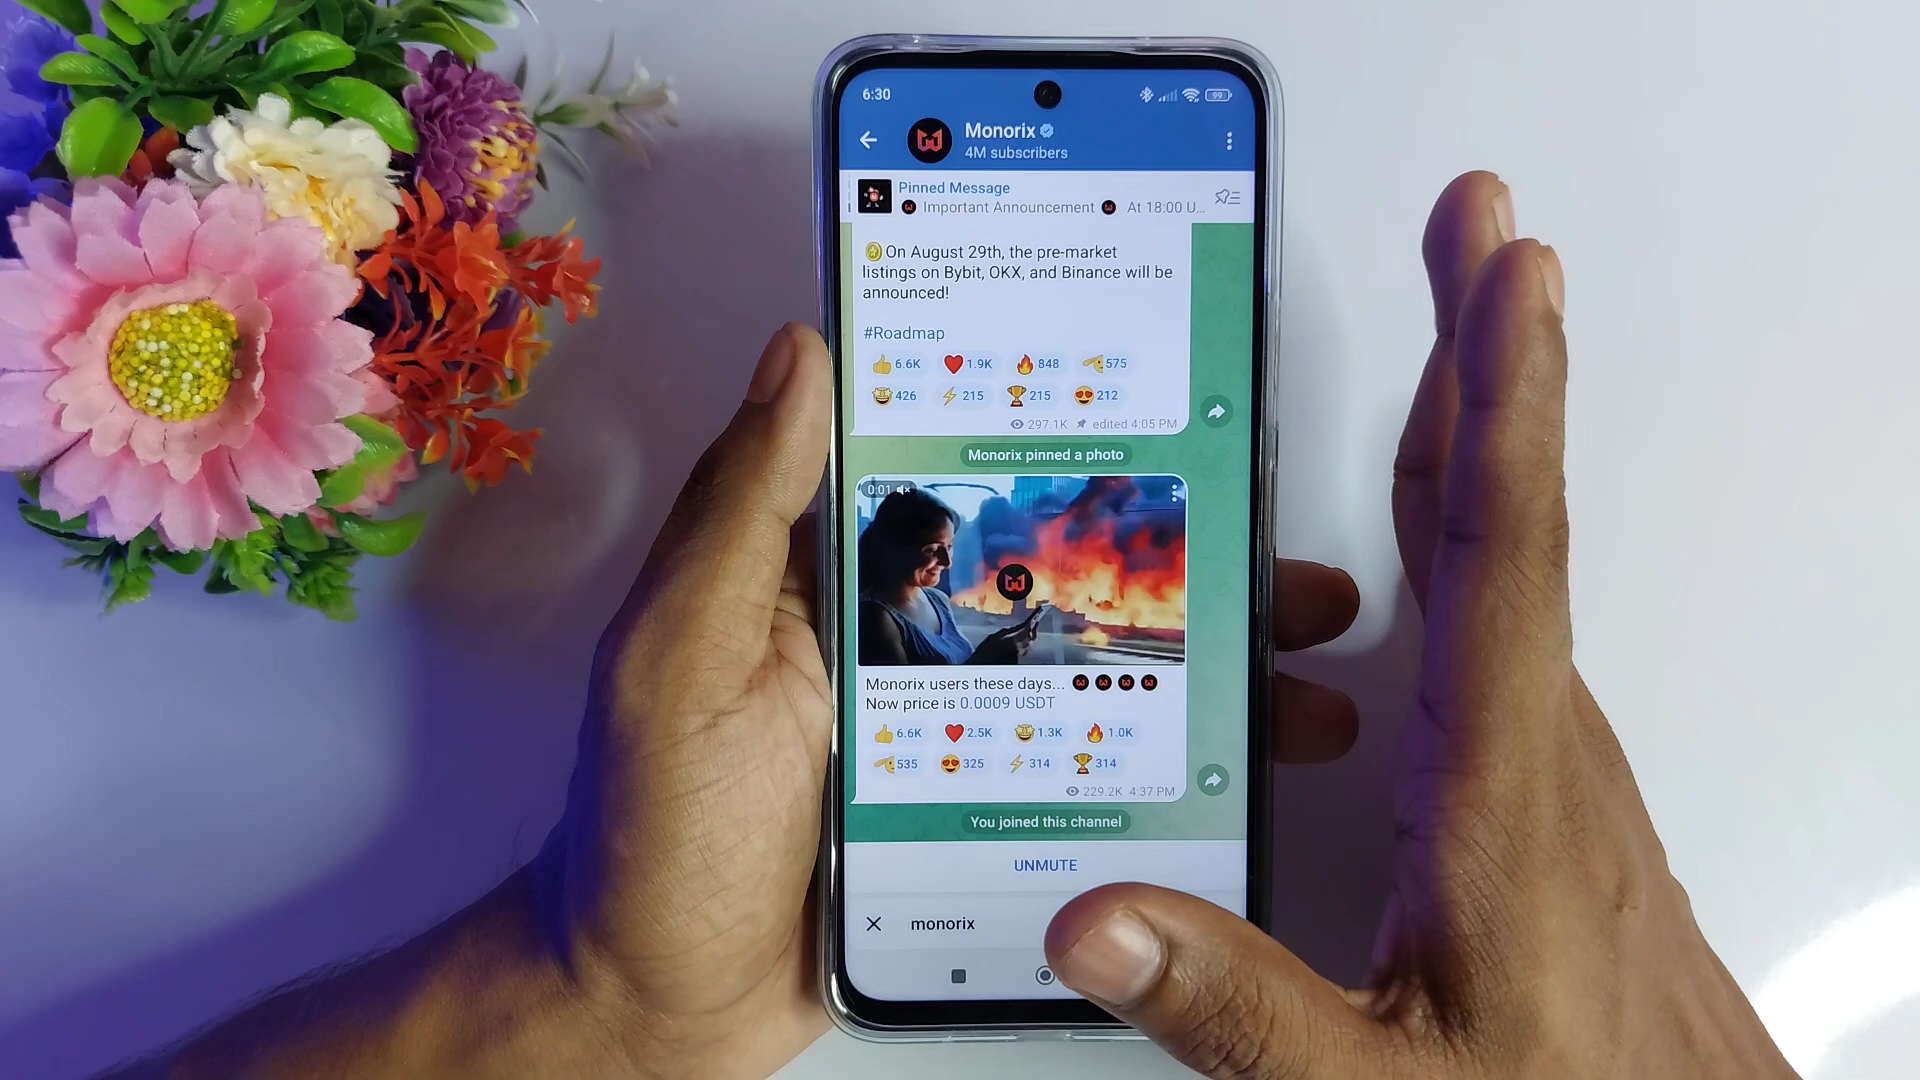 6:30
99
Monorix
4M subscribers
Pinned Message
Important Announcement At 18:00 U...
On August 29th, the pre-market
listings on Bybit, OKX, and Binance will be
announced!
#Roadmap
6.6K 1.9K 848 575
426 215 215 212
297.1K edited 4:05 PM
Monorix pinned a photo
0:01
Monorix users these days...
Now price is 0.0009 USDT
6.6K 2.5K 1.3K 1.0K
535 325 314 314
229.2K 4:37 PM
You joined this channel
UNMUTE
monorix